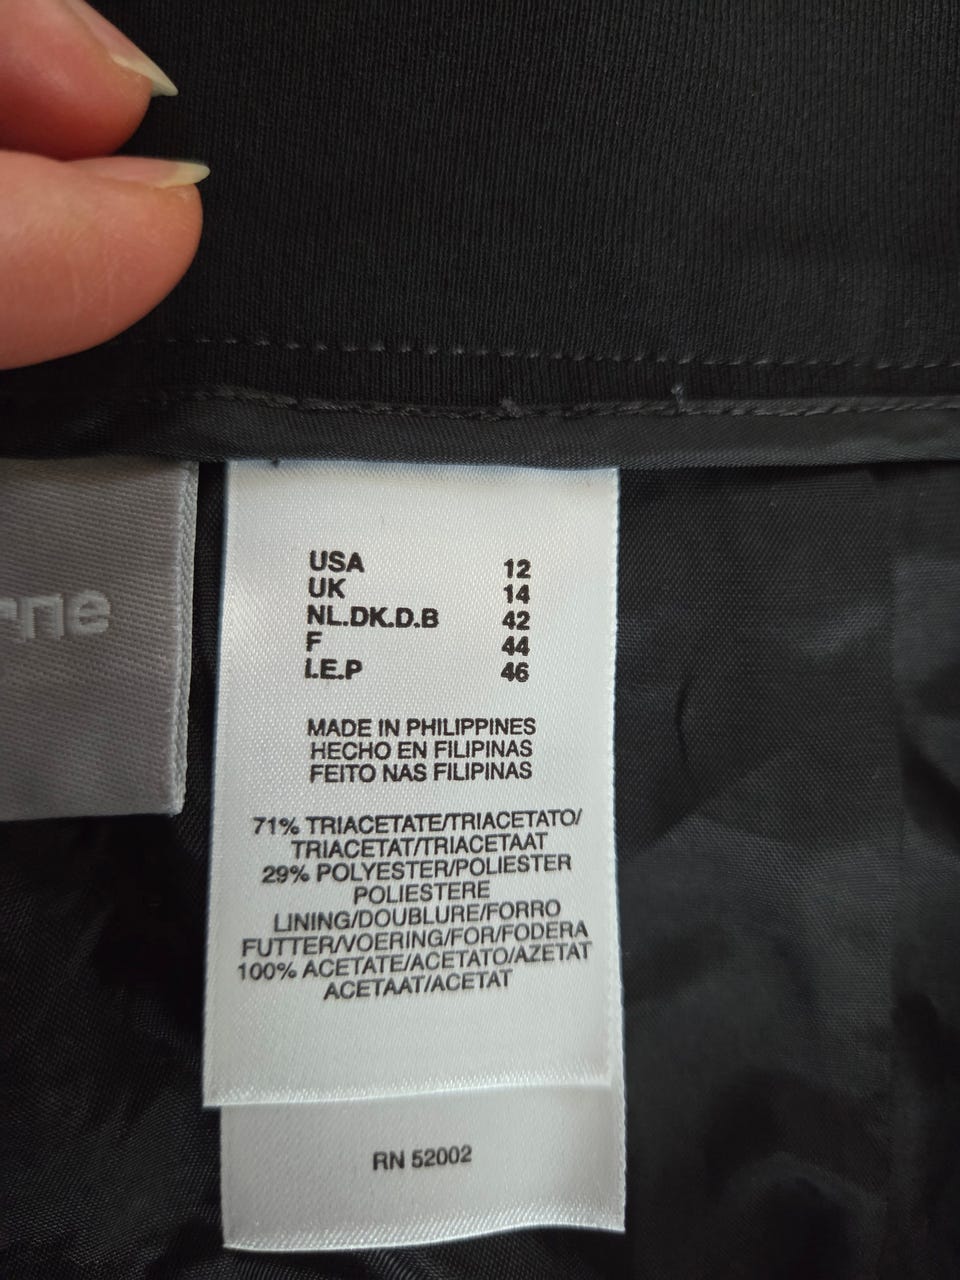 USA 12
UK 14
NL.DK.D.B 42
F 44
I.E.P 46
MADE IN PHILIPPINES
HECHO EN FILIPINAS
FEITO NAS FILIPINAS
71% TRIACETATE/TRIACETATO/
TRIACETAT/TRIACETAAT
29% POLYESTER/POLIESTER
POLIESTERE
LINING/DOUBLURE/FORRO
FUTTER/VOERING/FOR/FODERA
100% ACETATE/ACETATO/AZETAT
ACETAAT/ACETAT
RN 52002